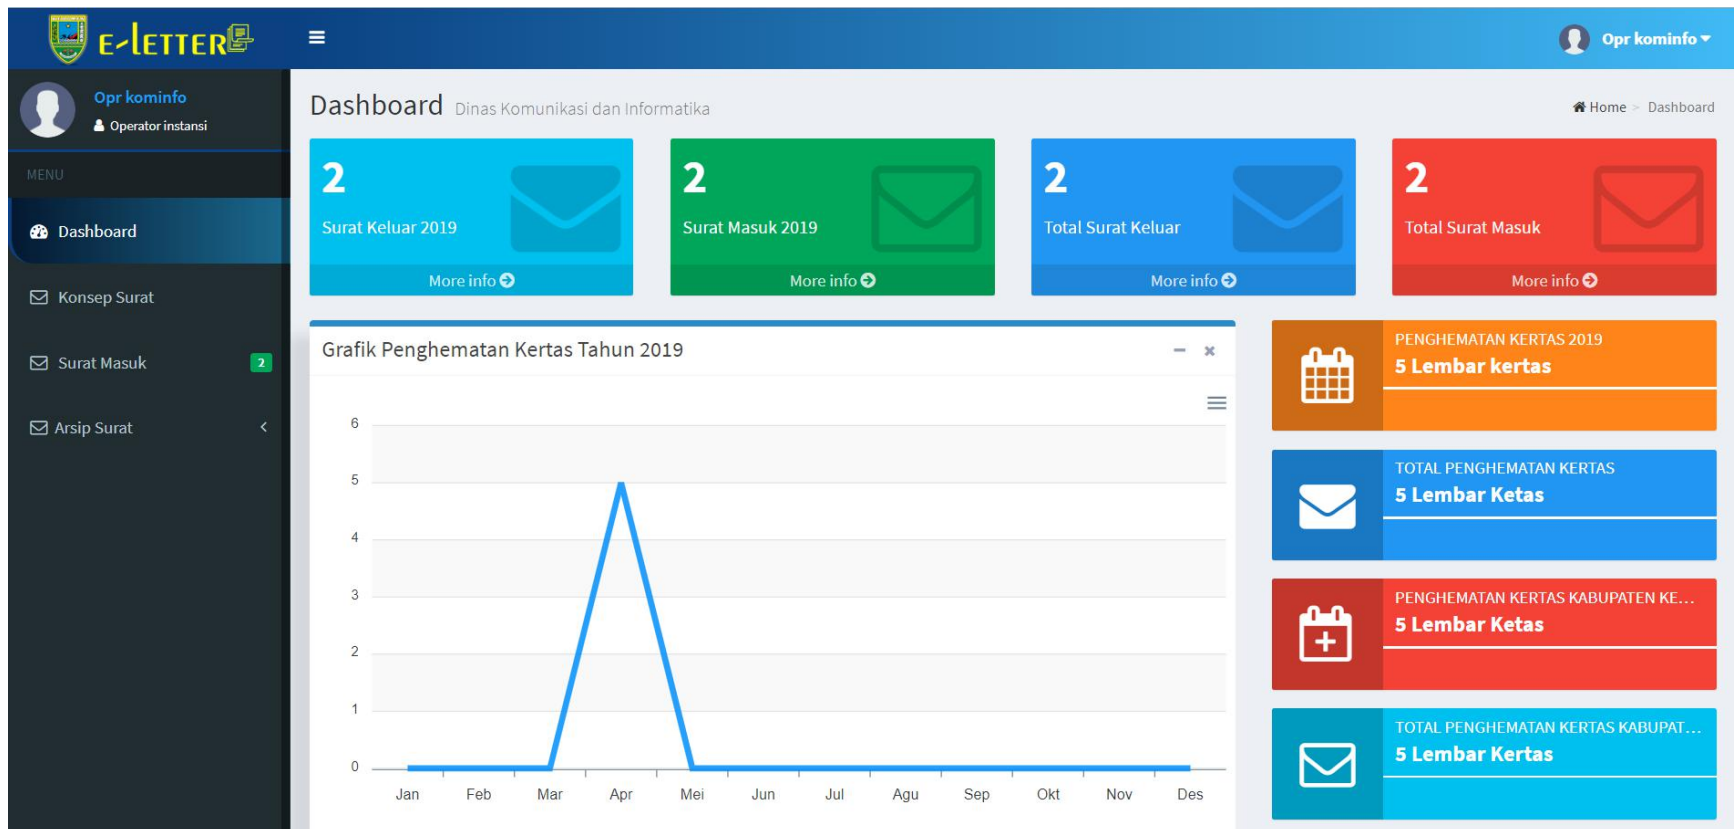 E-LETTER
Opr kominfo
Opr kominfo
Operator instansi
MENU
Dashboard
Konsep Surat
Surat Masuk 2
Arsip Surat
Dashboard Dinas Komunikasi dan Informatika
Home > Dashboard
2
Surat Keluar 2019
More info
2
Surat Masuk 2019
More info
2
Total Surat Keluar
More info
2
Total Surat Masuk
More info
Grafik Penghematan Kertas Tahun 2019
6
5
4
3
2
1
0
Jan Feb Mar Apr Mei Jun Jul Agu Sep Okt Nov Des
PENGHEMATAN KERTAS 2019
5 Lembar kertas
TOTAL PENGHEMATAN KERTAS
5 Lembar Ketas
PENGHEMATAN KERTAS KABUPATEN KE...
5 Lembar Ketas
TOTAL PENGHEMATAN KERTAS KABUPAT...
5 Lembar Kertas